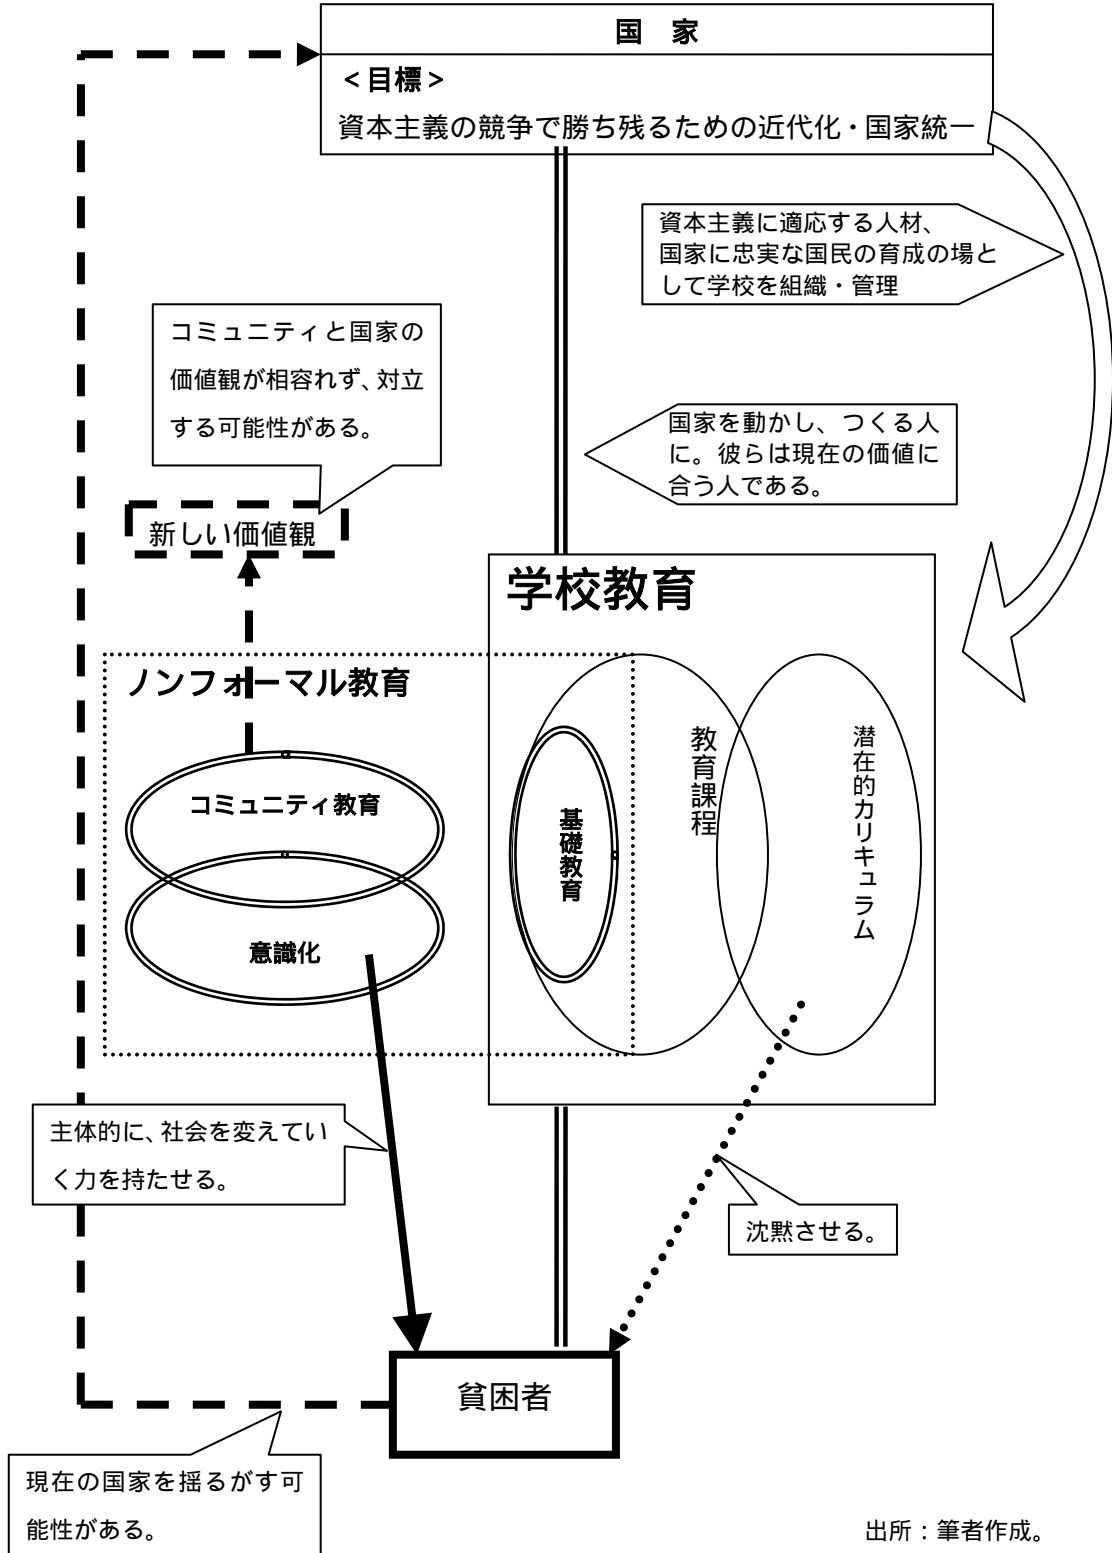 国 家
＜目標＞
資本主義の競争で勝ち残るための近代化・国家統一
資本主義に適応する人材、
国家に忠実な国民の育成の場と
して学校を組織・管理
コミュニティと国家の
価値観が相容れず、対立
する可能性がある。
国家を動かし、つくる人
に。彼らは現在の価値に
合う人である。
新しい価値観
学校教育
ノンフォーマル教育
教育課程
潜在的カリキュラム
コミュニティ教育
基礎教育
意識化
主体的に、社会を変えてい
く力を持たせる。
沈黙させる。
貧困者
現在の国家を揺るがす可
能性がある。
出所：筆者作成。